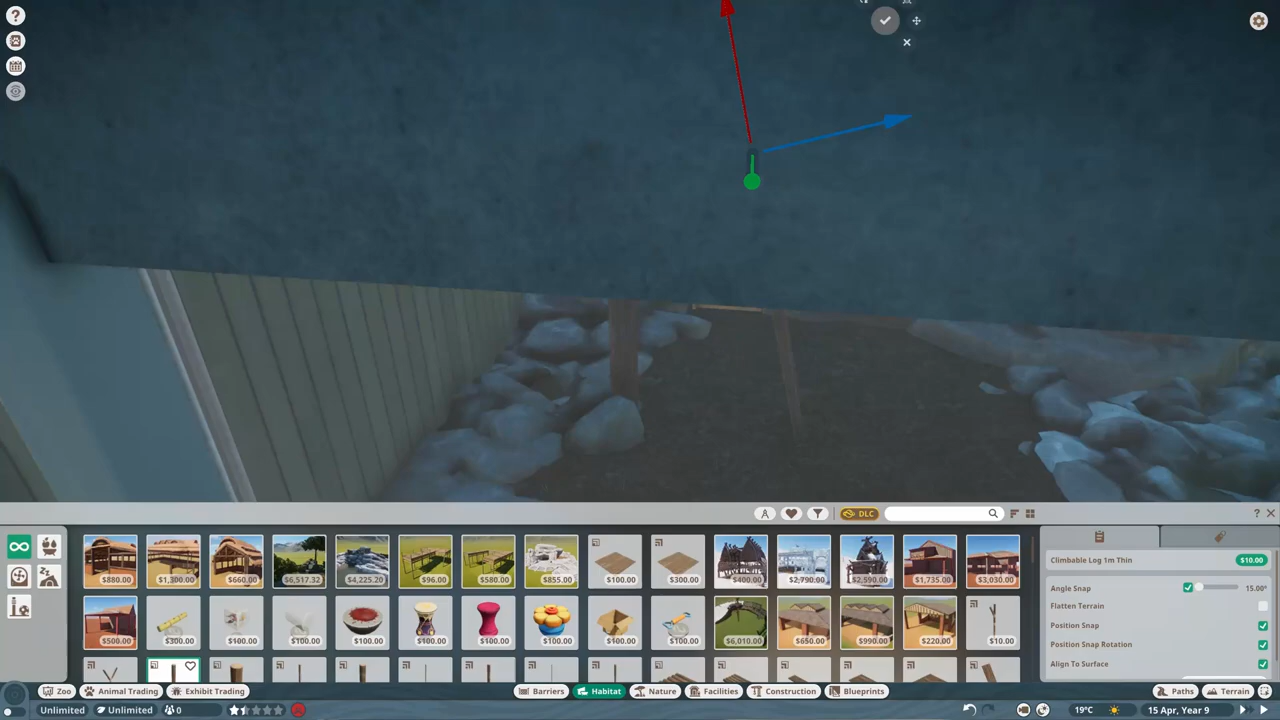 DLC
$880.00 $1,300.00 $660.00 $6,517.32 $4,225.20 $96.00 $580.00 $855.00 $100.00 $300.00 $400.00 $2,790.00 $2,590.00 $1,735.00 $3,030.00
$500.00 $300.00 $100.00 $100.00 $100.00 $100.00 $100.00 $100.00 $100.00 $100.00 $6,010.00 $650.00 $990.00 $220.00 $10.00
Climbable Log 1m Thin $10.00
Angle Snap 15.00°
Flatten Terrain
Position Snap
Position Snap Rotation
Align To Surface
Zoo Animal Trading Exhibit Trading Barriers Habitat Nature Facilities Construction Blueprints Paths Terrain
Unlimited Unlimited 0 19°C 15 Apr, Year 9